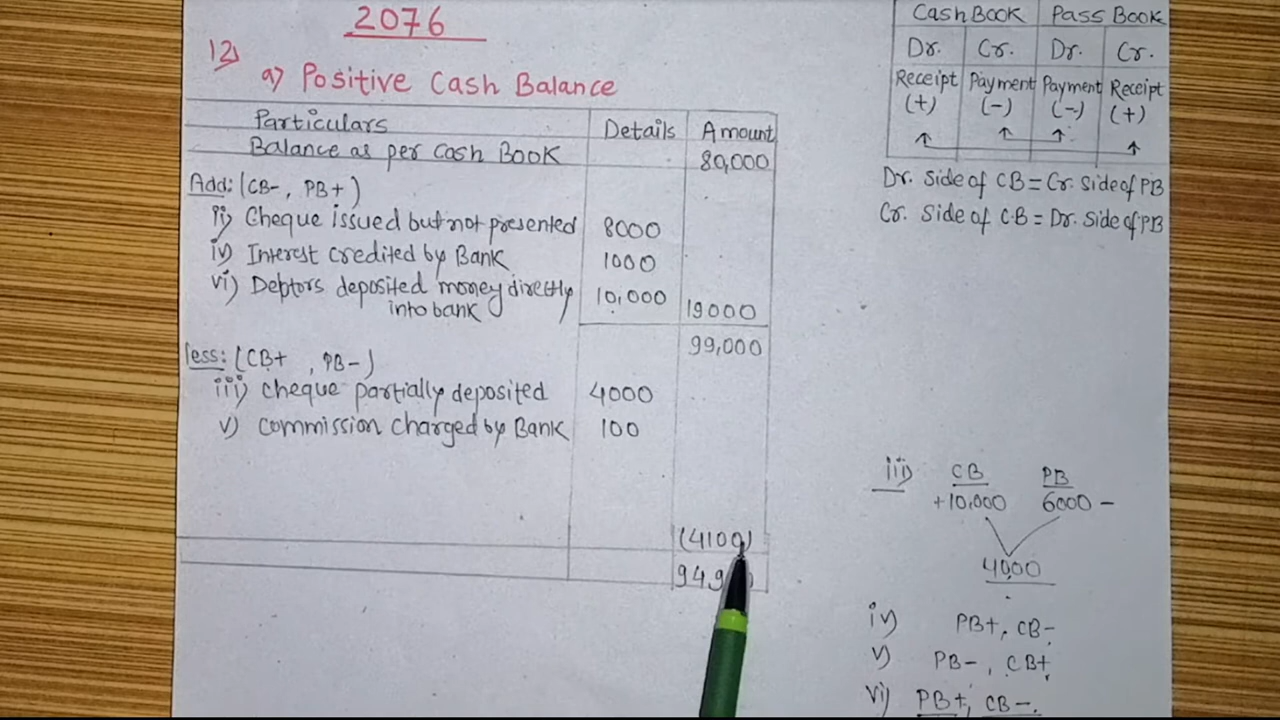 2076
12)
a) Positive Cash Balance
Particulars Details Amount
Balance as per Cash Book 80,000
Add: (CB-, PB+)
ii) Cheque issued but not presented 8000
iv) Interest credited by Bank 1000
vi) Debtors deposited money directly 10,000
into bank 19000
99,000
less: (CB+, PB-)
iii) cheque partially deposited 4000
v) commission charged by Bank 100
(4100)
Cash Book Pass Book
Dr. Cr. Dr. Cr.
Receipt Payment Payment Receipt
(+) (-) (-) (+)
Dr. Side of CB = Cr. Side of PB
Cr. Side of C.B = Dr. Side of PB
iii) CB PB
+10,000 6000 -
4000
iv) PB+, CB-
v) PB-, CB+
vi) PB+, CB-.